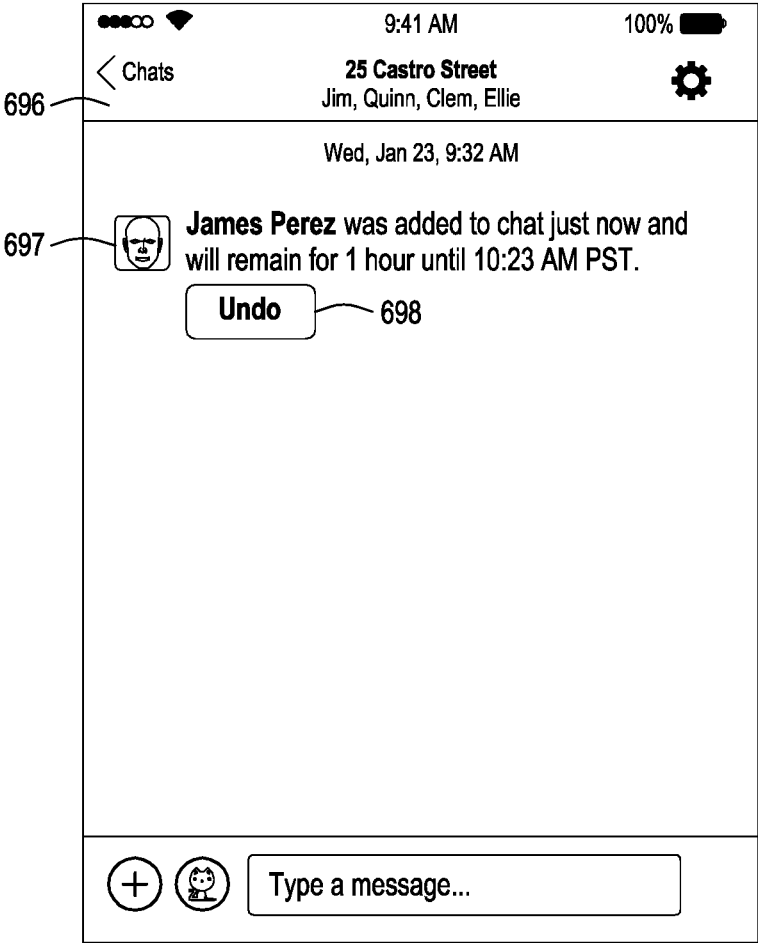 9:41 AM 100%
Chats
25 Castro Street
Jim, Quinn, Clem, Ellie
696
Wed, Jan 23, 9:32 AM
James Perez was added to chat just now and
697
will remain for 1 hour until 10:23 AM PST.
Undo
698
Type a message...